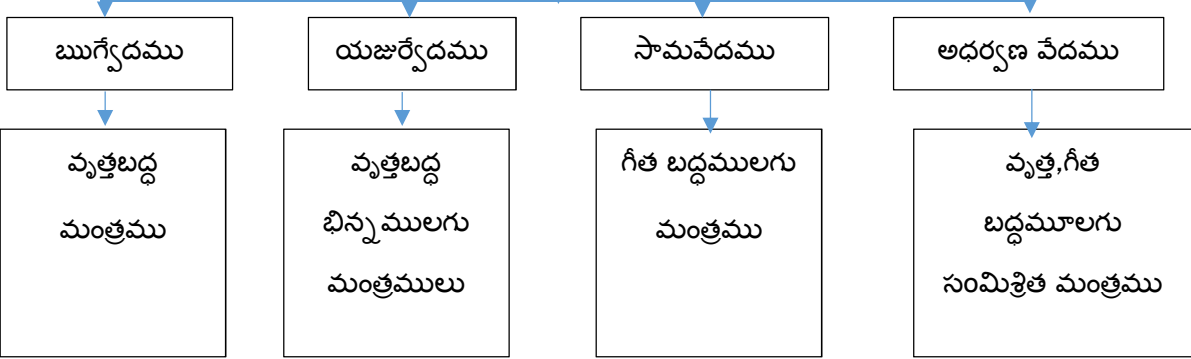 ఋగ్వేదము
యజుర్వేదము
సామవేదము
అధర్వణ వేదము
వృత్తబద్ధ
మంత్రము
వృత్తబద్ధ
భిన్నములగు
మంత్రములు
గీత బద్ధములగు
మంత్రము
వృత్త,గీత
బద్ధమూలగు
సంమిశ్రిత మంత్రము